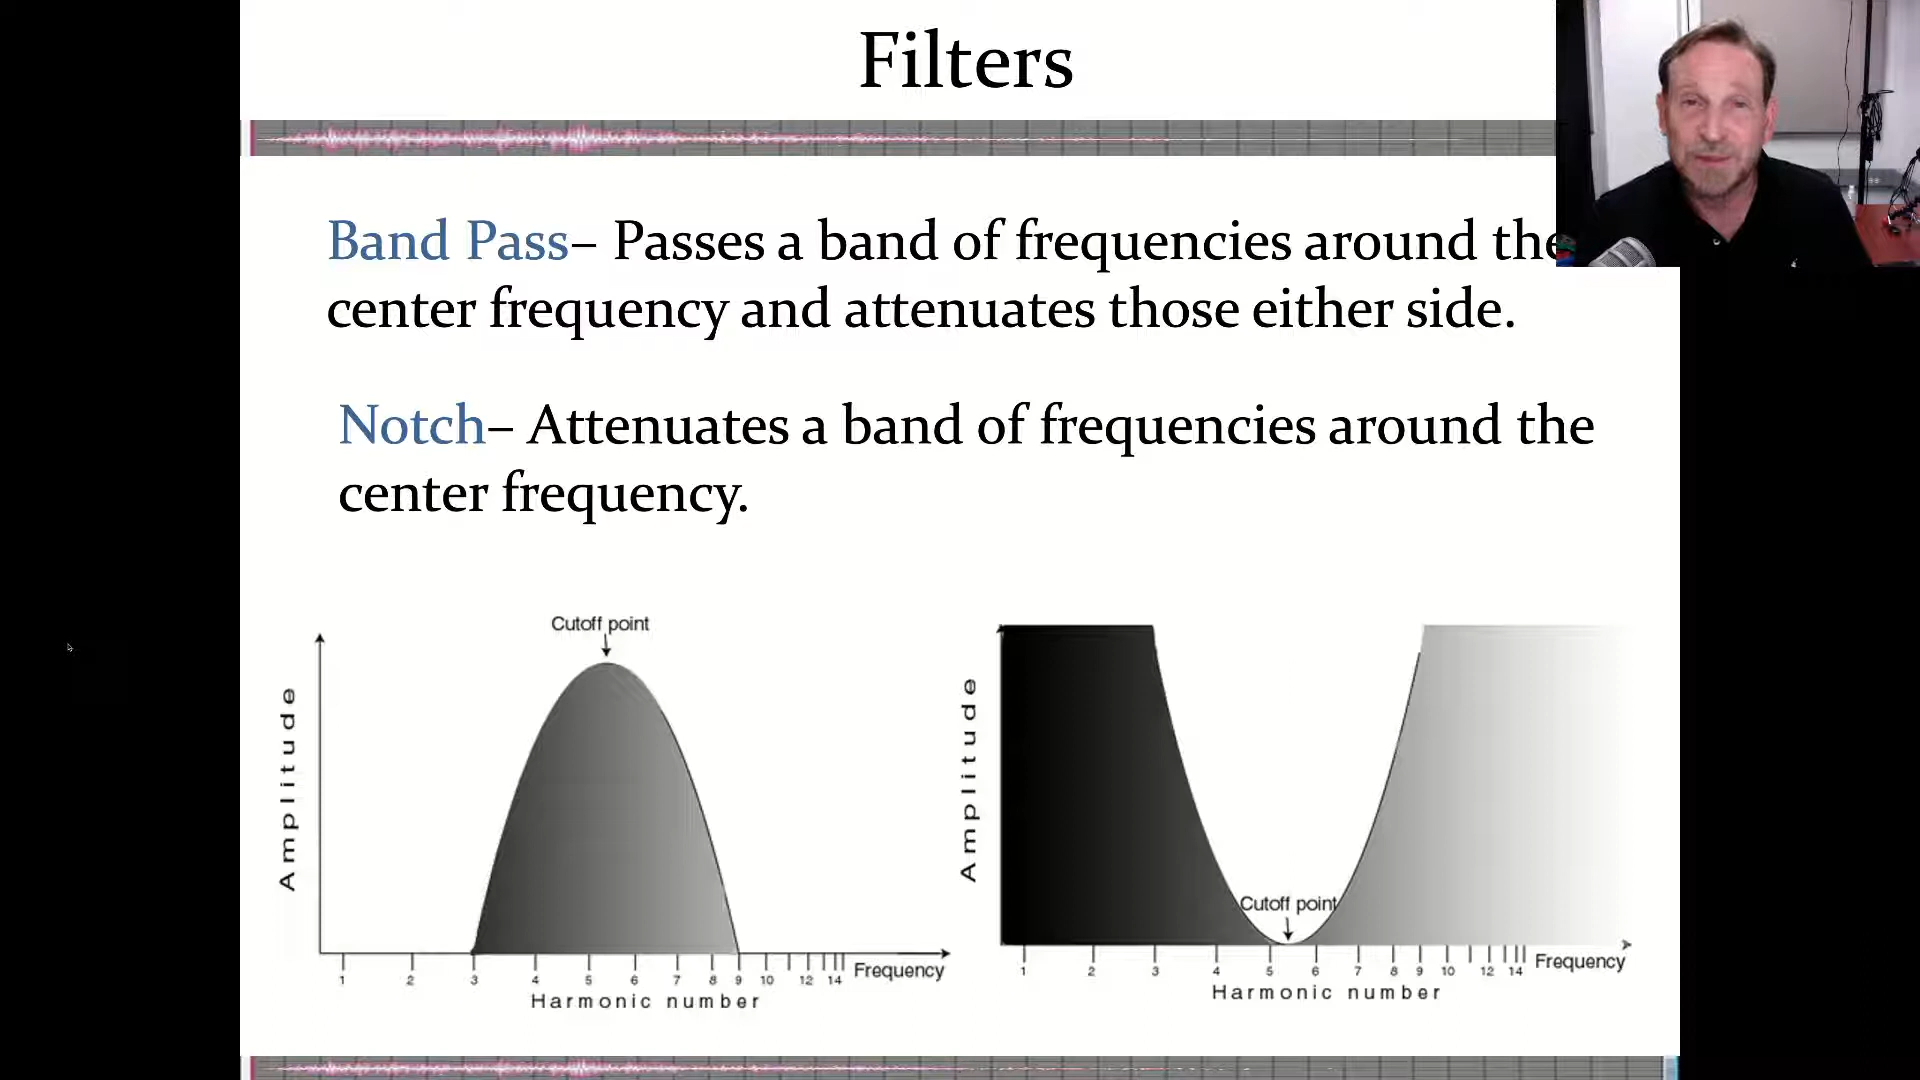 Filters
Band Pass– Passes a band of frequencies around the
center frequency and attenuates those either side.
Notch– Attenuates a band of frequencies around the
center frequency.
Cutoff point
Amplitude
1 2 3 4 5 6 7 8 9 10 12 14 Frequency
Harmonic number
Amplitude
Cutoff point
1 2 3 4 5 6 7 8 9 10 12 14 Frequency
Harmonic number